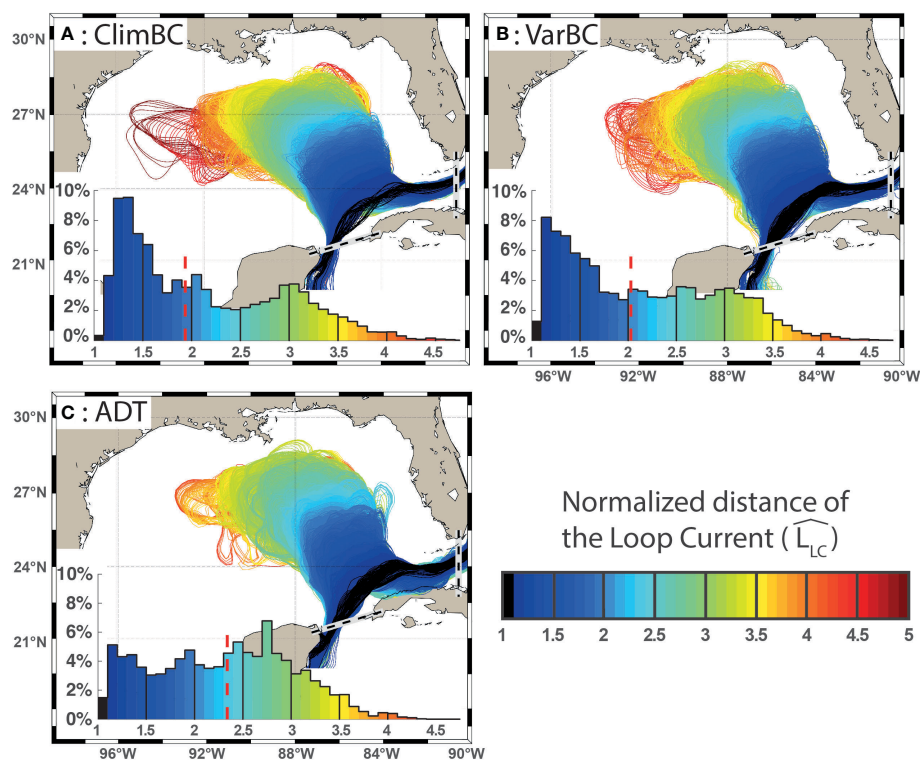 A : ClimBC
B : VarBC
30°N
27°N
24°N
21°N
10%
8%
6%
4%
2%
0%
1 1.5 2 2.5 3 3.5 4 4.5
10%
8%
6%
4%
2%
0%
1 1.5 2 2.5 3 3.5 4 4.5
96°W 92°W 88°W 84°W 90°W
C : ADT
30°N
27°N
24°N
21°N
10%
8%
6%
4%
2%
0%
1 1.5 2 2.5 3 3.5 4 4.5
96°W 92°W 88°W 84°W 90°W
Normalized distance of
the Loop Current ( L̂_LC)
1 1.5 2 2.5 3 3.5 4 4.5 5